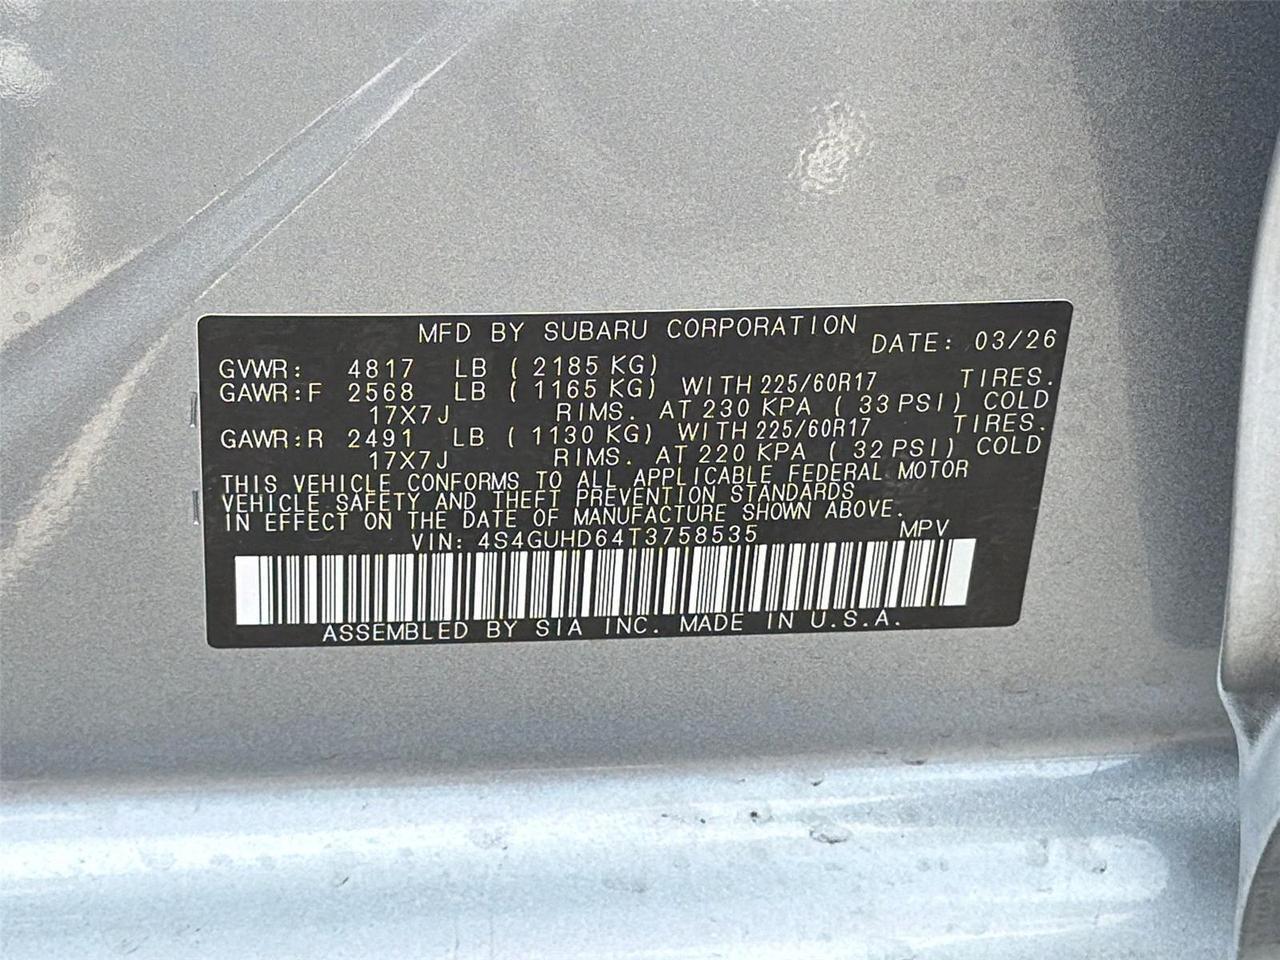 MFD BY SUBARU CORPORATION
DATE: 03/26
GVWR: 4817 LB ( 2185 KG)
GAWR:F 2568 LB ( 1165 KG) WITH 225/60R17 TIRES.
17X7J RIMS. AT 230 KPA ( 33 PSI) COLD
GAWR:R 2491 LB ( 1130 KG) WITH 225/60R17 TIRES.
17X7J RIMS. AT 220 KPA ( 32 PSI) COLD
THIS VEHICLE CONFORMS TO ALL APPLICABLE FEDERAL MOTOR
VEHICLE SAFETY AND THEFT PREVENTION STANDARDS
IN EFFECT ON THE DATE OF MANUFACTURE SHOWN ABOVE.
VIN: 4S4GUHD64T3758535 MPV
ASSEMBLED BY SIA INC. MADE IN U.S.A.